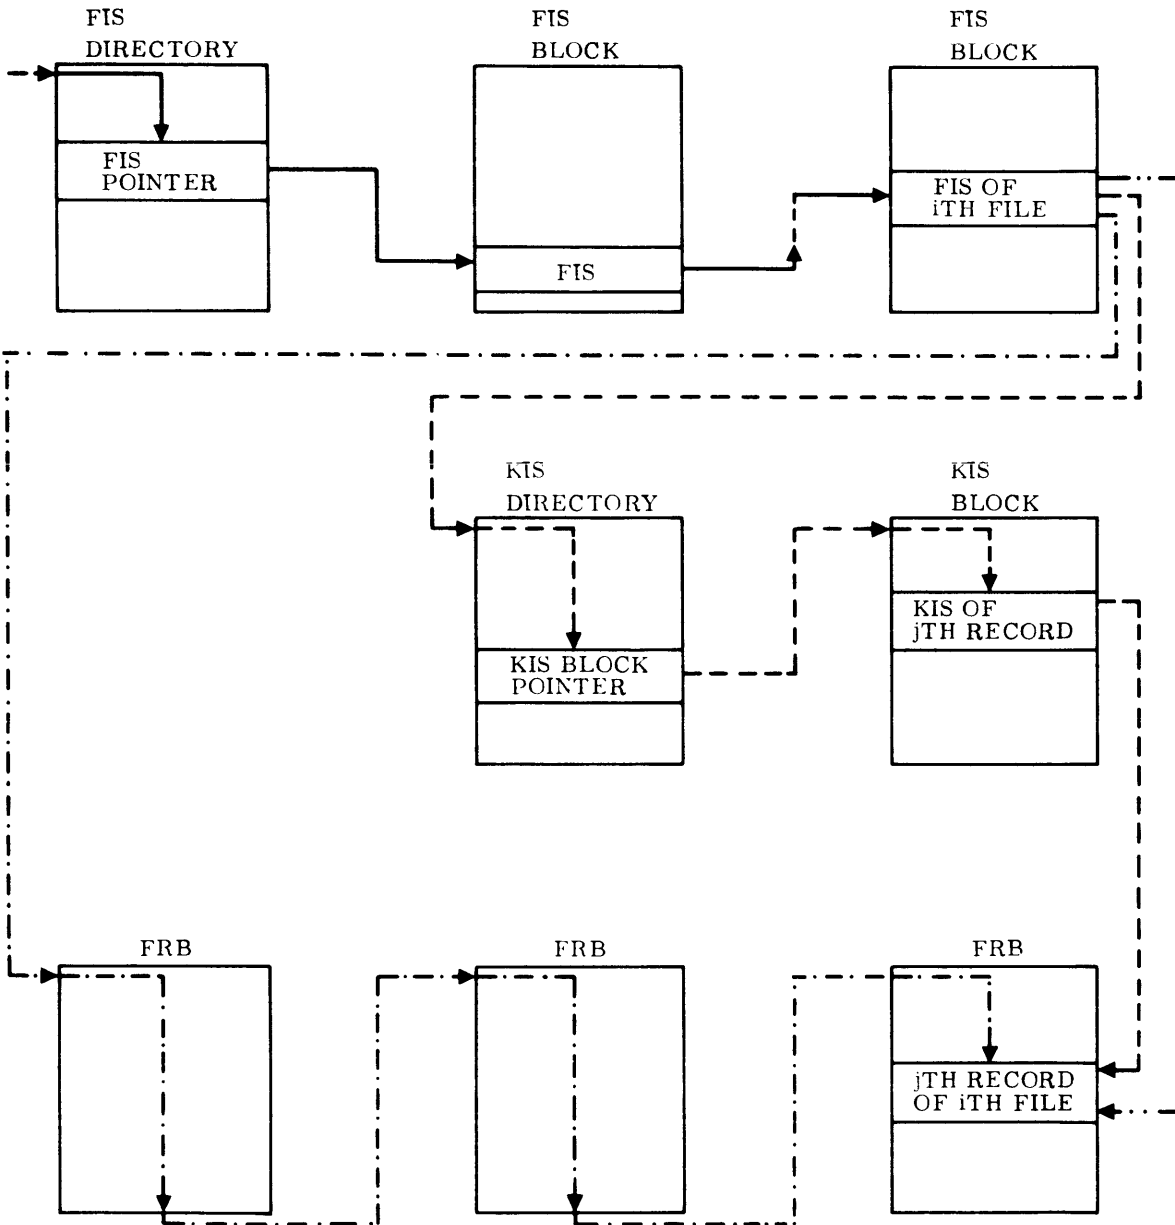 FIS
DIRECTORY
FIS
POINTER
FIS
BLOCK
FIS
FIS
BLOCK
FIS OF
iTH FILE
KIS
DIRECTORY
KIS BLOCK
POINTER
KIS
BLOCK
KIS OF
jTH RECORD
FRB
FRB
FRB
jTH RECORD
OF iTH FILE